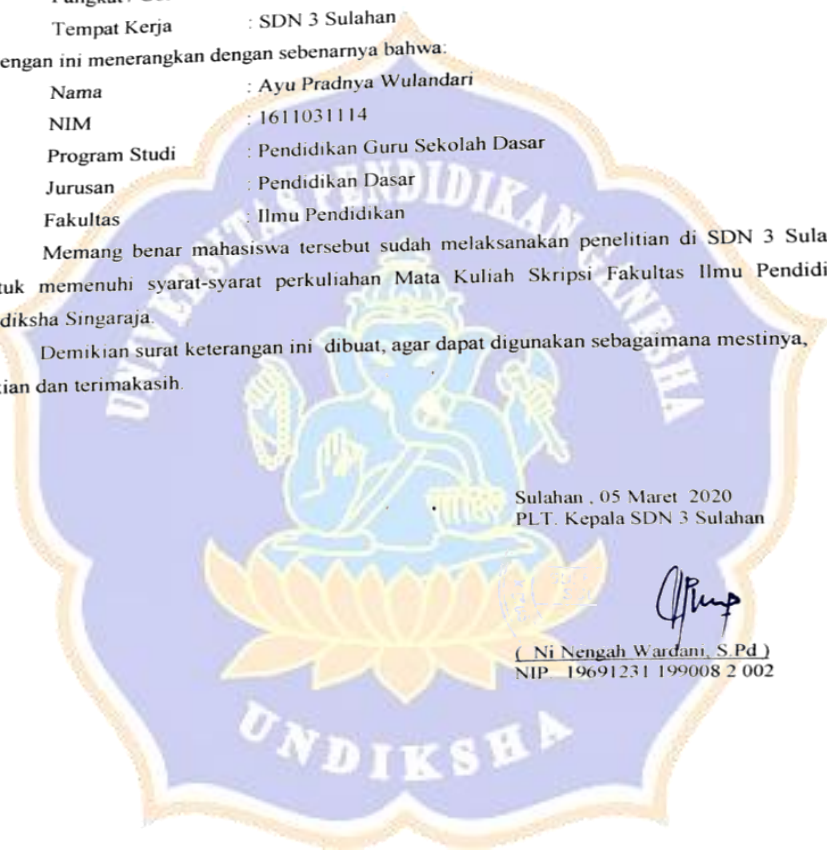 Tempat Kerja : SDN 3 Sulahan
engan ini menerangkan dengan sebenarnya bahwa:
Nama : Ayu Pradnya Wulandari
NIM : 1611031114
Program Studi : Pendidikan Guru Sekolah Dasar
Jurusan : Pendidikan Dasar
Fakultas : Ilmu Pendidikan
Memang benar mahasiswa tersebut sudah melaksanakan penelitian di SDN 3 Sula
tuk memenuhi syarat-syarat perkuliahan Mata Kuliah Skripsi Fakultas Ilmu Pendidi
diksha Singaraja.
Demikian surat keterangan ini dibuat, agar dapat digunakan sebagaimana mestinya,
ian dan terimakasih.
UNIVERSITAS PENDIDIKAN GANESHA
Sulahan , 05 Maret 2020
PLT. Kepala SDN 3 Sulahan
( Ni Nengah Wardani, S.Pd )
NIP. 19691231 199008 2 002
UNDIKSHA